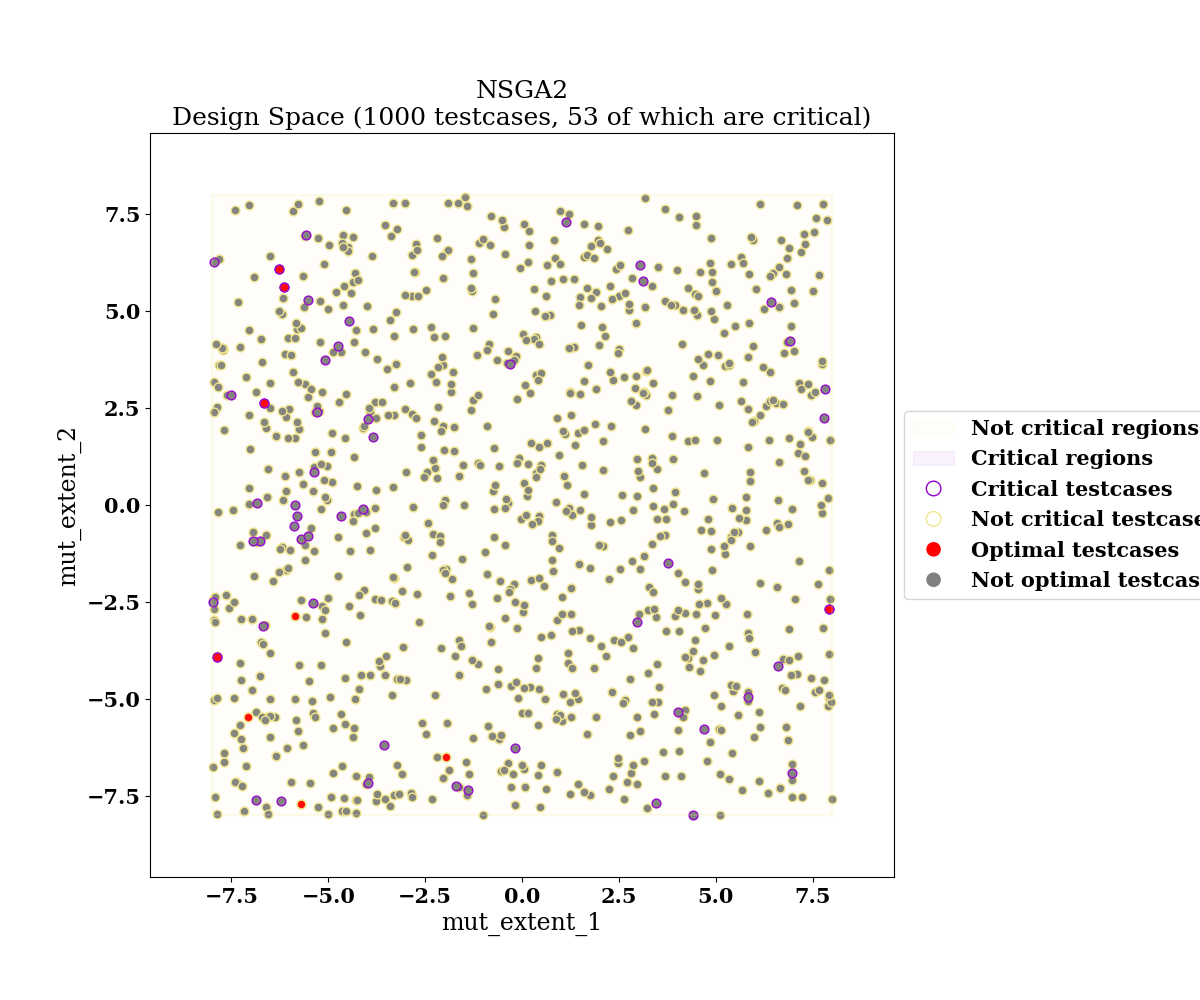 NSGA2
Design Space (1000 testcases, 53 of which are critical)
mut_extent_2
7.5
5.0
2.5
0.0
−2.5
−5.0
−7.5
−7.5
−5.0
−2.5
0.0
2.5
5.0
7.5
mut_extent_1
Not critical regions
Critical regions
Critical testcases
Not critical testcase
Optimal testcases
Not optimal testcas